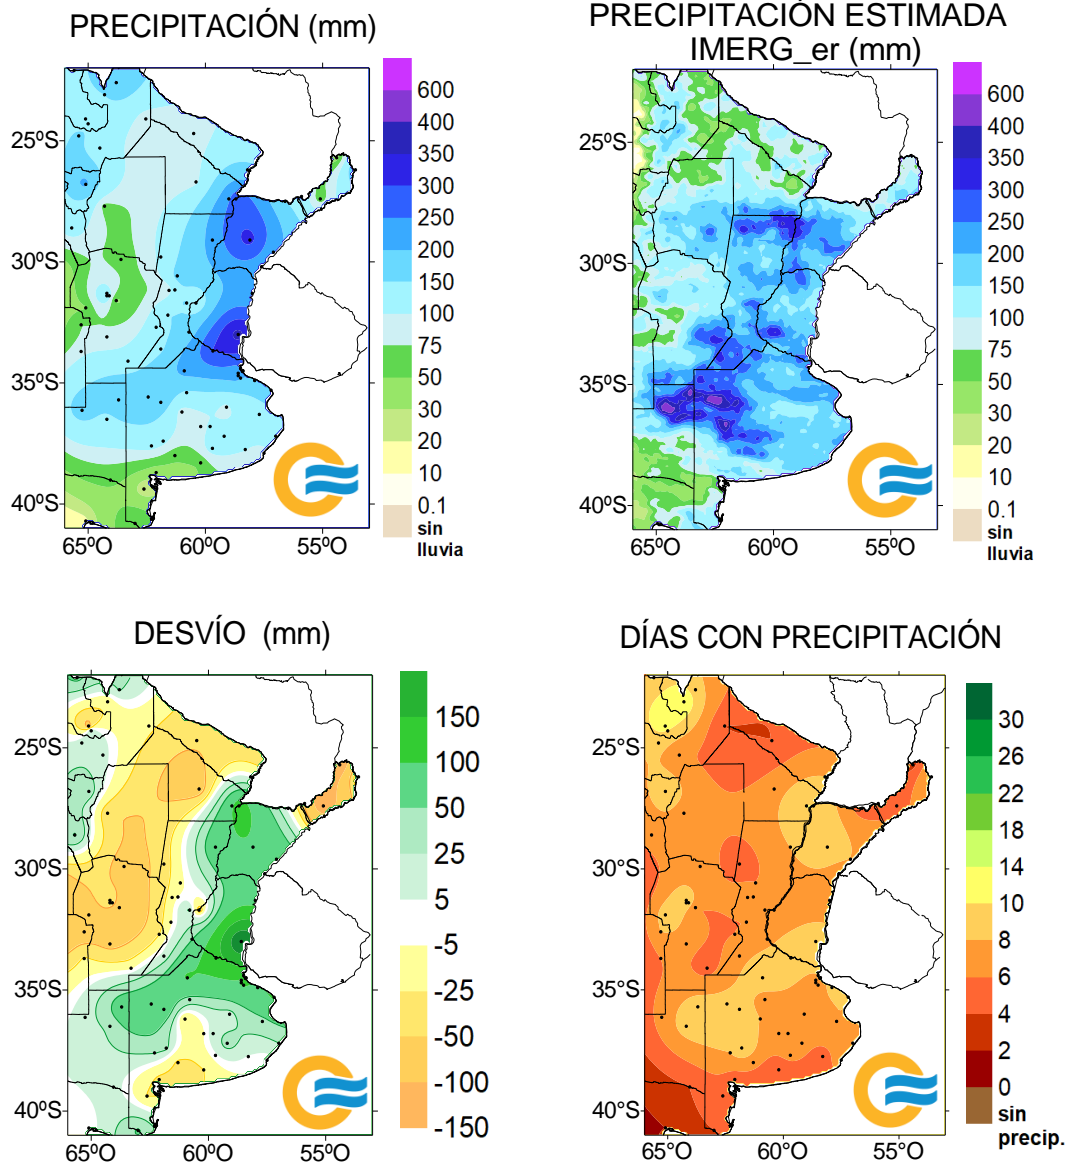 PRECIPITACIÓN (mm)
600
400
350
300
250
200
150
100
75
50
30
20
10
0.1
sin
lluvia
25ºS
30ºS
35ºS
40ºS
65ºO
60ºO
55ºO
PRECIPITACIÓN ESTIMADA
IMERG_er (mm)
600
400
350
300
250
200
150
100
75
50
30
20
10
0.1
sin
lluvia
25ºS
30ºS
35ºS
40ºS
65ºO
60ºO
55ºO
DESVÍO (mm)
150
100
50
25
5
-5
-25
-50
-100
-150
25ºS
30ºS
35ºS
40ºS
65ºO
60ºO
55ºO
DÍAS CON PRECIPITACIÓN
30
26
22
18
14
10
8
6
4
2
0
sin
precip.
25ºS
30ºS
35ºS
40ºS
65ºO
60ºO
55ºO